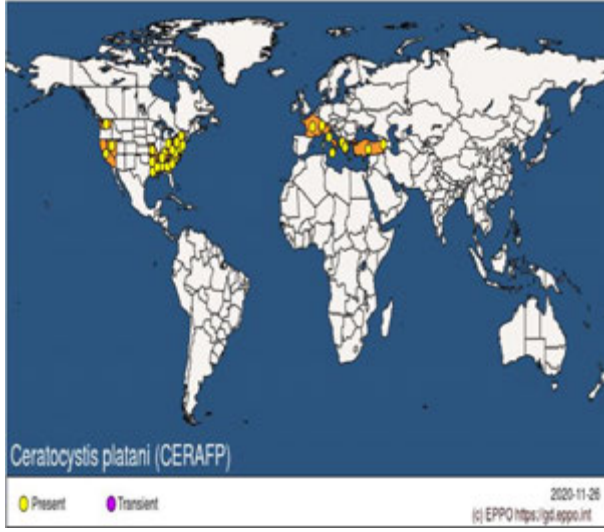 Ceratocystis platani (CERAFP)
Present
Transient
2020-11-26
(c) EPPO https://gd.eppo.int